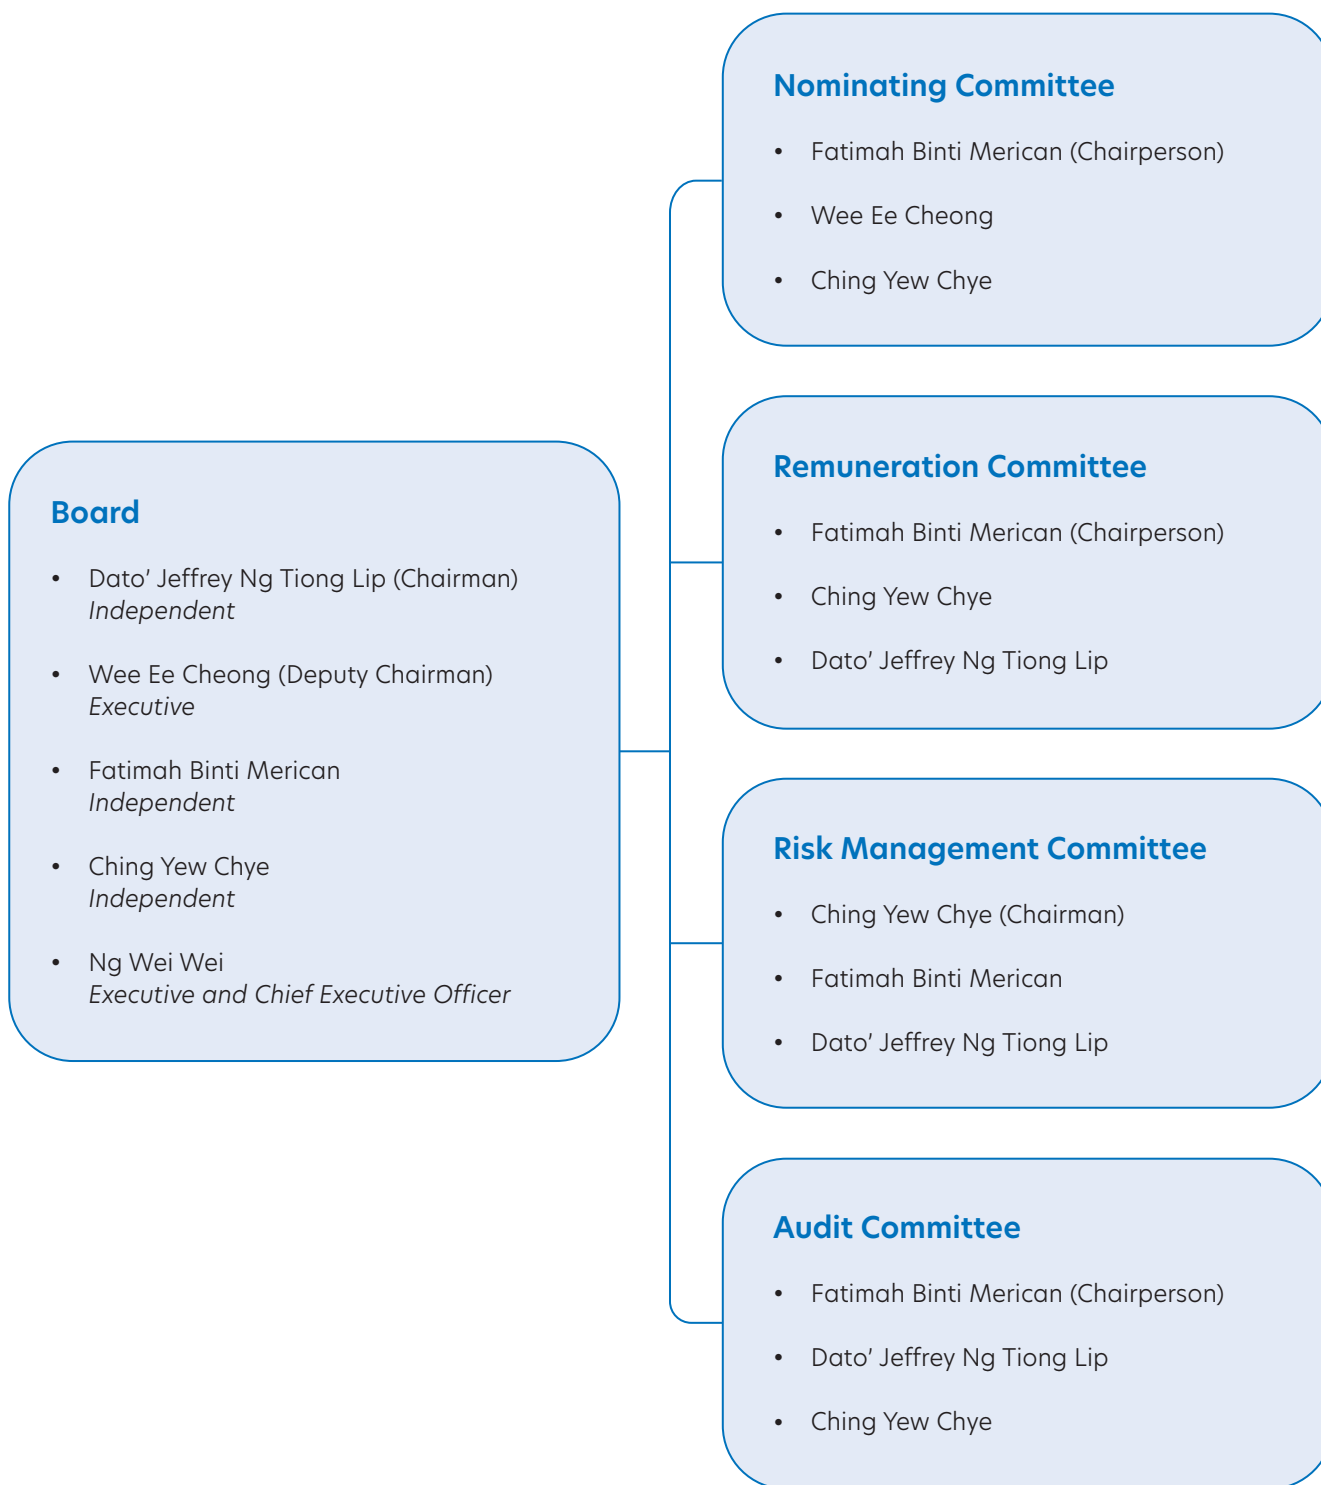 Board
• Dato’ Jeffrey Ng Tiong Lip (Chairman)
Independent
• Wee Ee Cheong (Deputy Chairman)
Executive
• Fatimah Binti Merican
Independent
• Ching Yew Chye
Independent
• Ng Wei Wei
Executive and Chief Executive Officer
Nominating Committee
• Fatimah Binti Merican (Chairperson)
• Wee Ee Cheong
• Ching Yew Chye
Remuneration Committee
• Fatimah Binti Merican (Chairperson)
• Ching Yew Chye
• Dato’ Jeffrey Ng Tiong Lip
Risk Management Committee
• Ching Yew Chye (Chairman)
• Fatimah Binti Merican
• Dato’ Jeffrey Ng Tiong Lip
Audit Committee
• Fatimah Binti Merican (Chairperson)
• Dato’ Jeffrey Ng Tiong Lip
• Ching Yew Chye